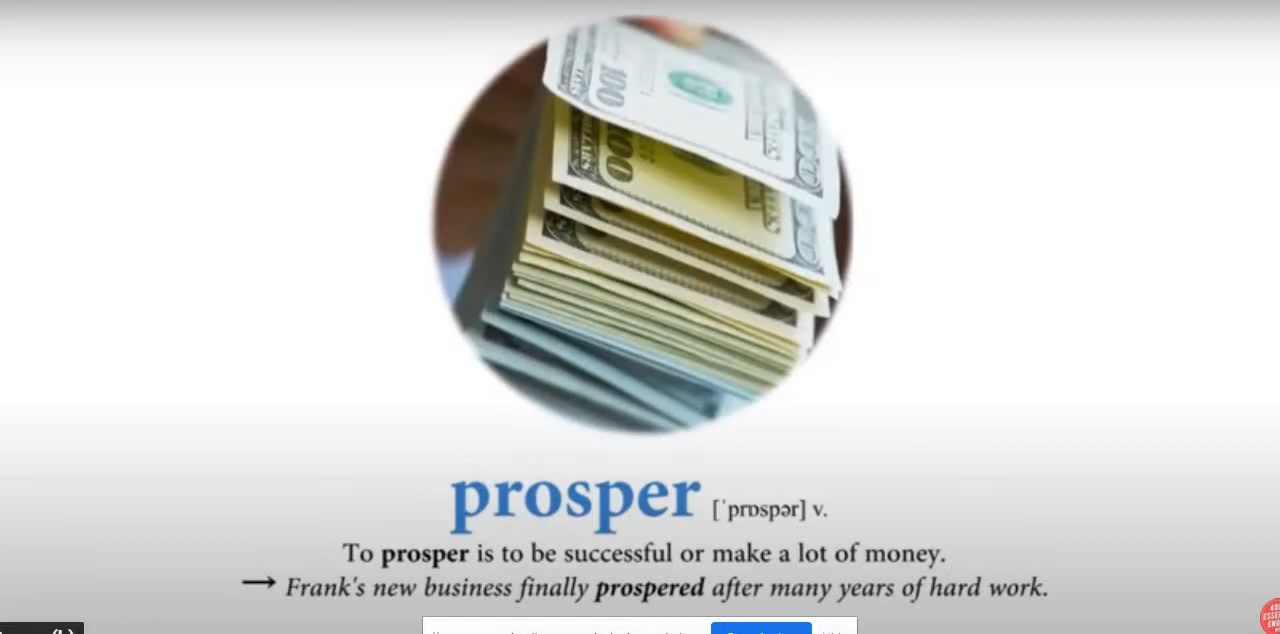 100
prosper [ˈprɒspər] v.
To prosper is to be successful or make a lot of money.
→ Frank's new business finally prospered after many years of hard work.